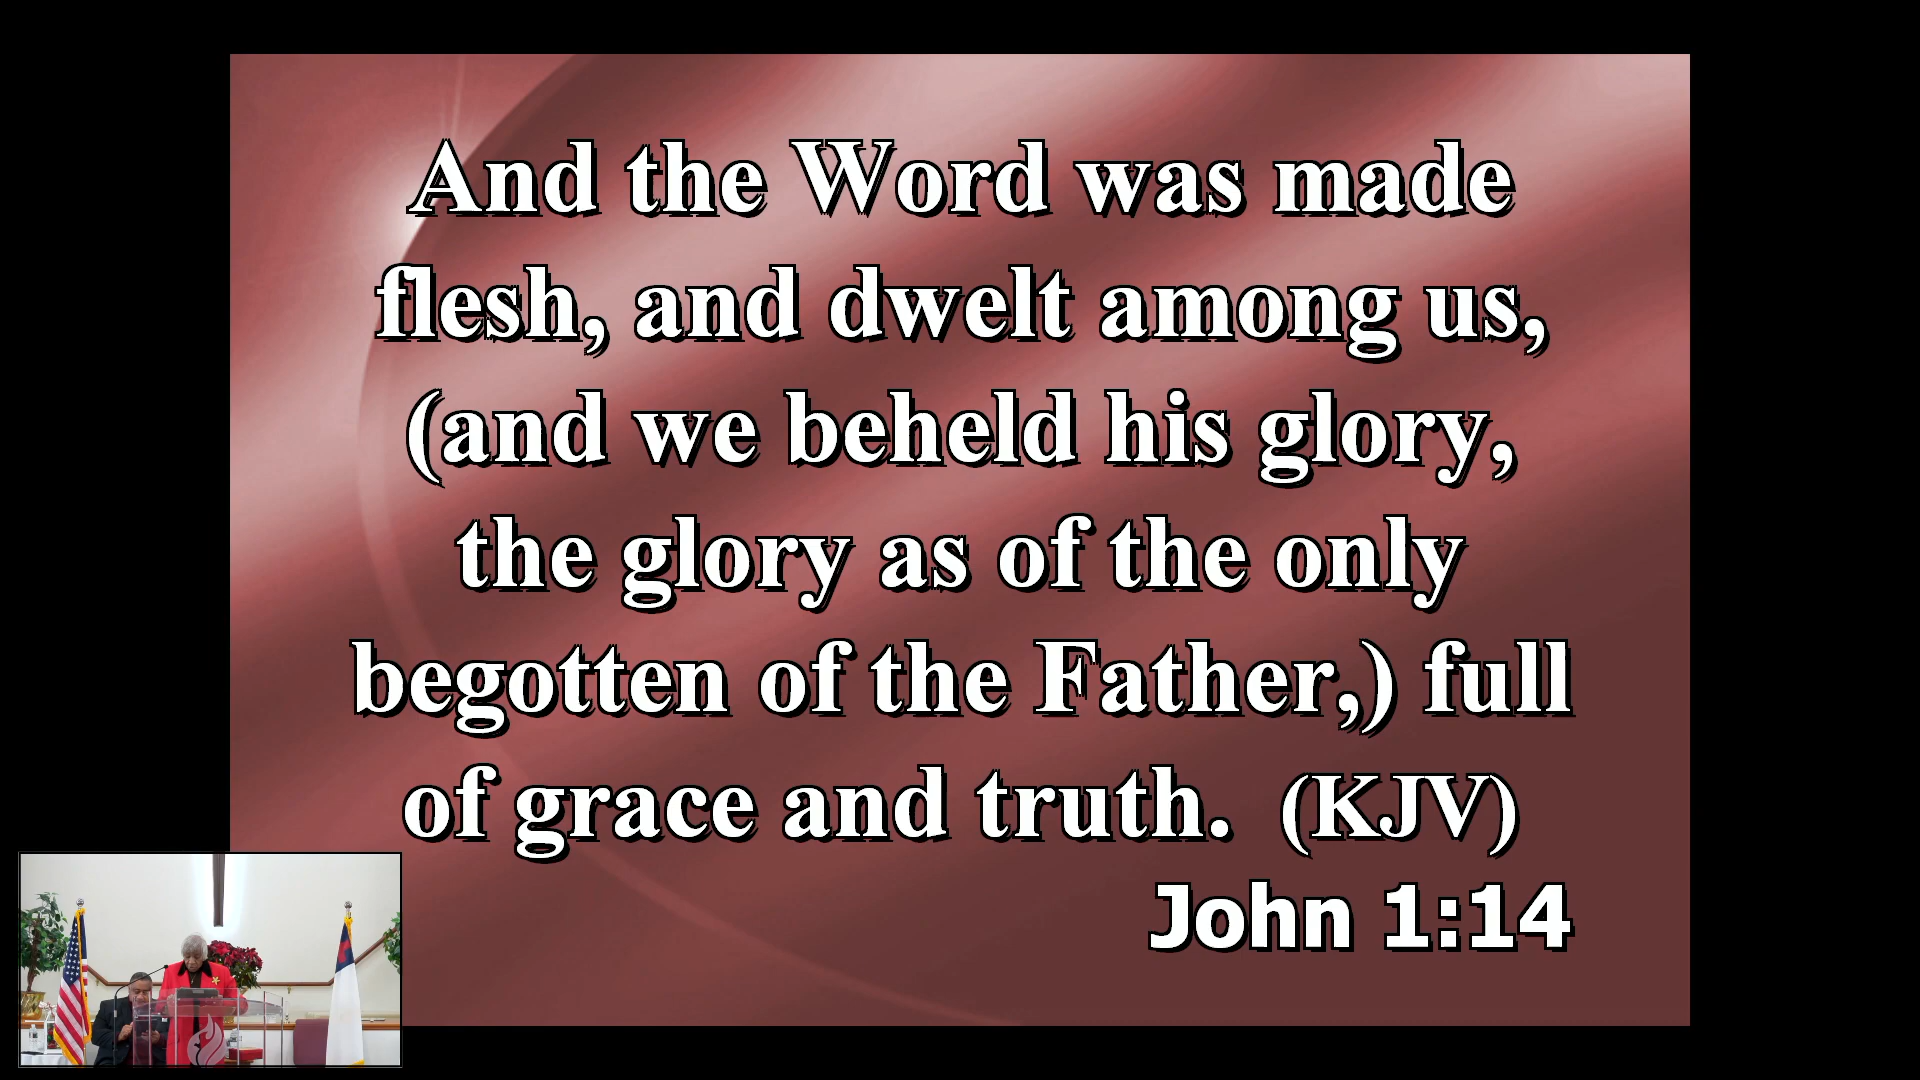 And the Word was made
flesh, and dwelt among us,
(and we beheld his glory,
the glory as of the only
begotten of the Father,) full
of grace and truth. (KJV)
John 1:14